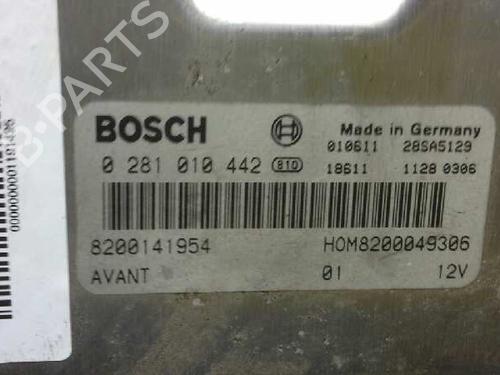 BOSCH
Made in Germany
010611 28SA5129
0 281 010 442 810
18611 1128 0306
8200141954 HOM8200049306
AVANT 01 12V
B-PARTS